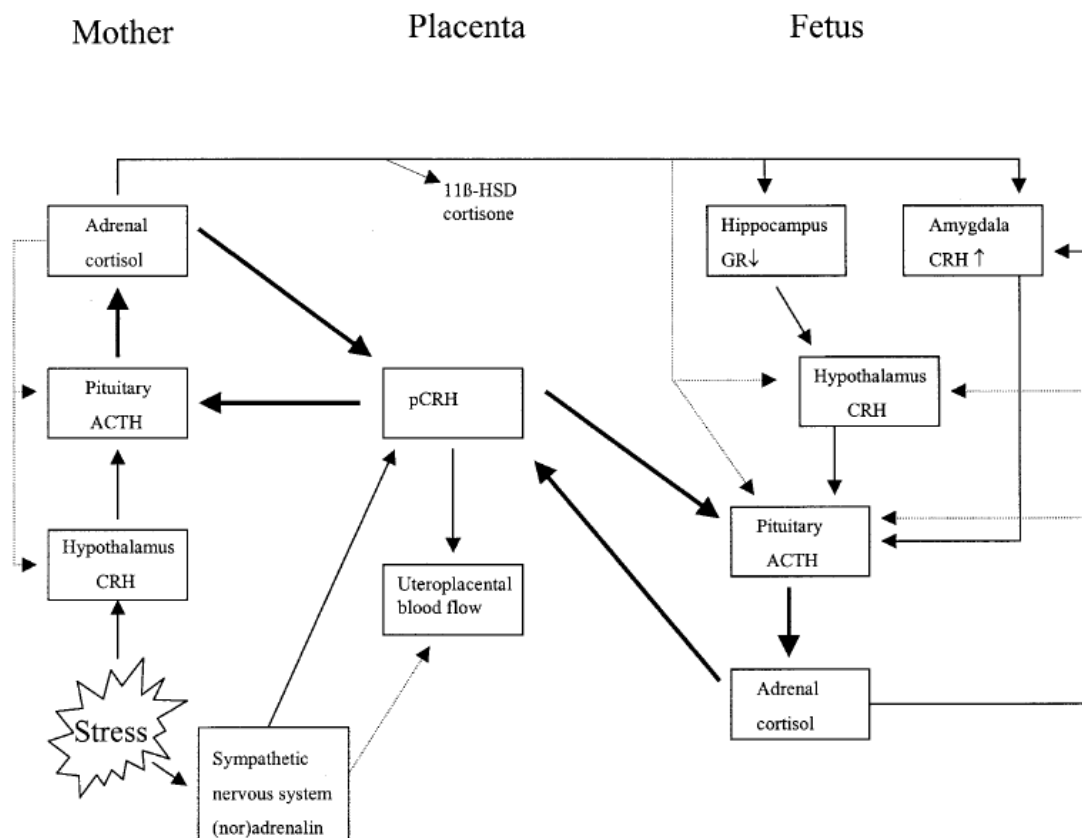 Mother
Placenta
Fetus
11ß-HSD
cortisone
Adrenal
cortisol
Hippocampus
GR↓
Amygdala
CRH ↑
Pituitary
ACTH
pCRH
Hypothalamus
CRH
Hypothalamus
CRH
Uteroplacental
blood flow
Pituitary
ACTH
Stress
Sympathetic
nervous system
(nor)adrenalin
Adrenal
cortisol